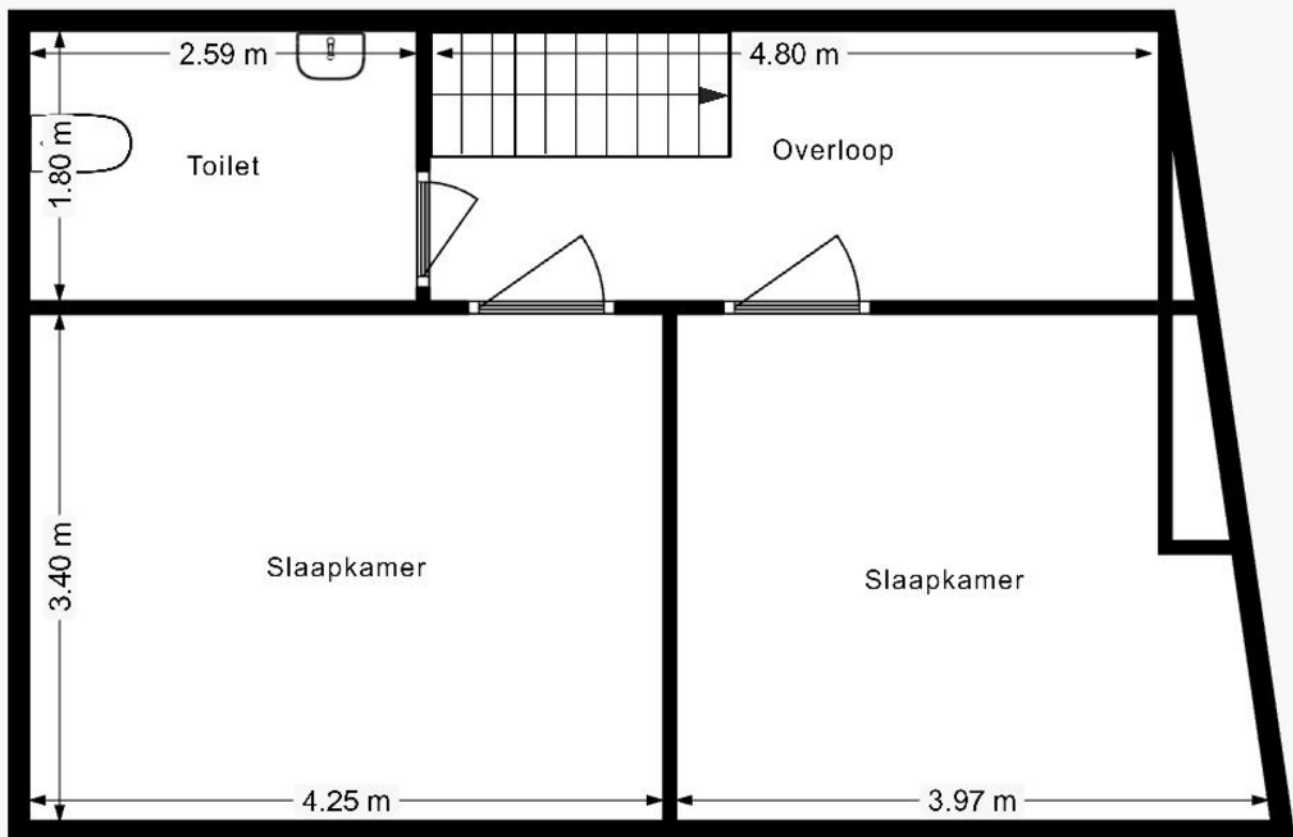 2.59 m
4.80 m
1.80 m
Toilet
Overloop
3.40 m
Slaapkamer
Slaapkamer
4.25 m
3.97 m